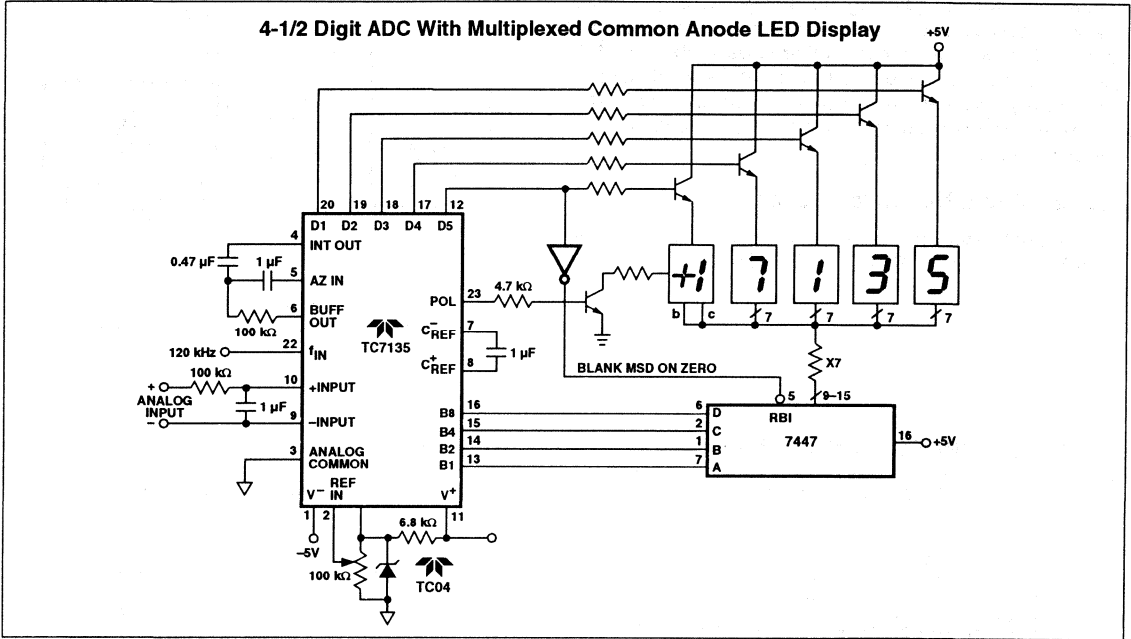 4-1/2 Digit ADC With Multiplexed Common Anode LED Display
+5V
20 19 18 17 12
D1 D2 D3 D4 D5
4 INT OUT
0.47 µF
1 µF
5 AZ IN
6 BUFF OUT
100 kΩ
120 kHz
22 fIN
100 kΩ
10 +INPUT
+
ANALOG INPUT
–
1 µF
9 –INPUT
3 ANALOG COMMON
REF IN
V–
V+
1 2 11
–5V
TC7135
POL 23
4.7 kΩ
C–REF 7
C+REF 8
1 µF
B8 16
B4 15
B2 14
B1 13
6.8 kΩ
100 kΩ
TC04
+1 7 1 3 5
b c 7 7 7 7
X7
BLANK MSD ON ZERO
5 9–15
RBI
7447
6 D
2 C
1 B
7 A
16 +5V